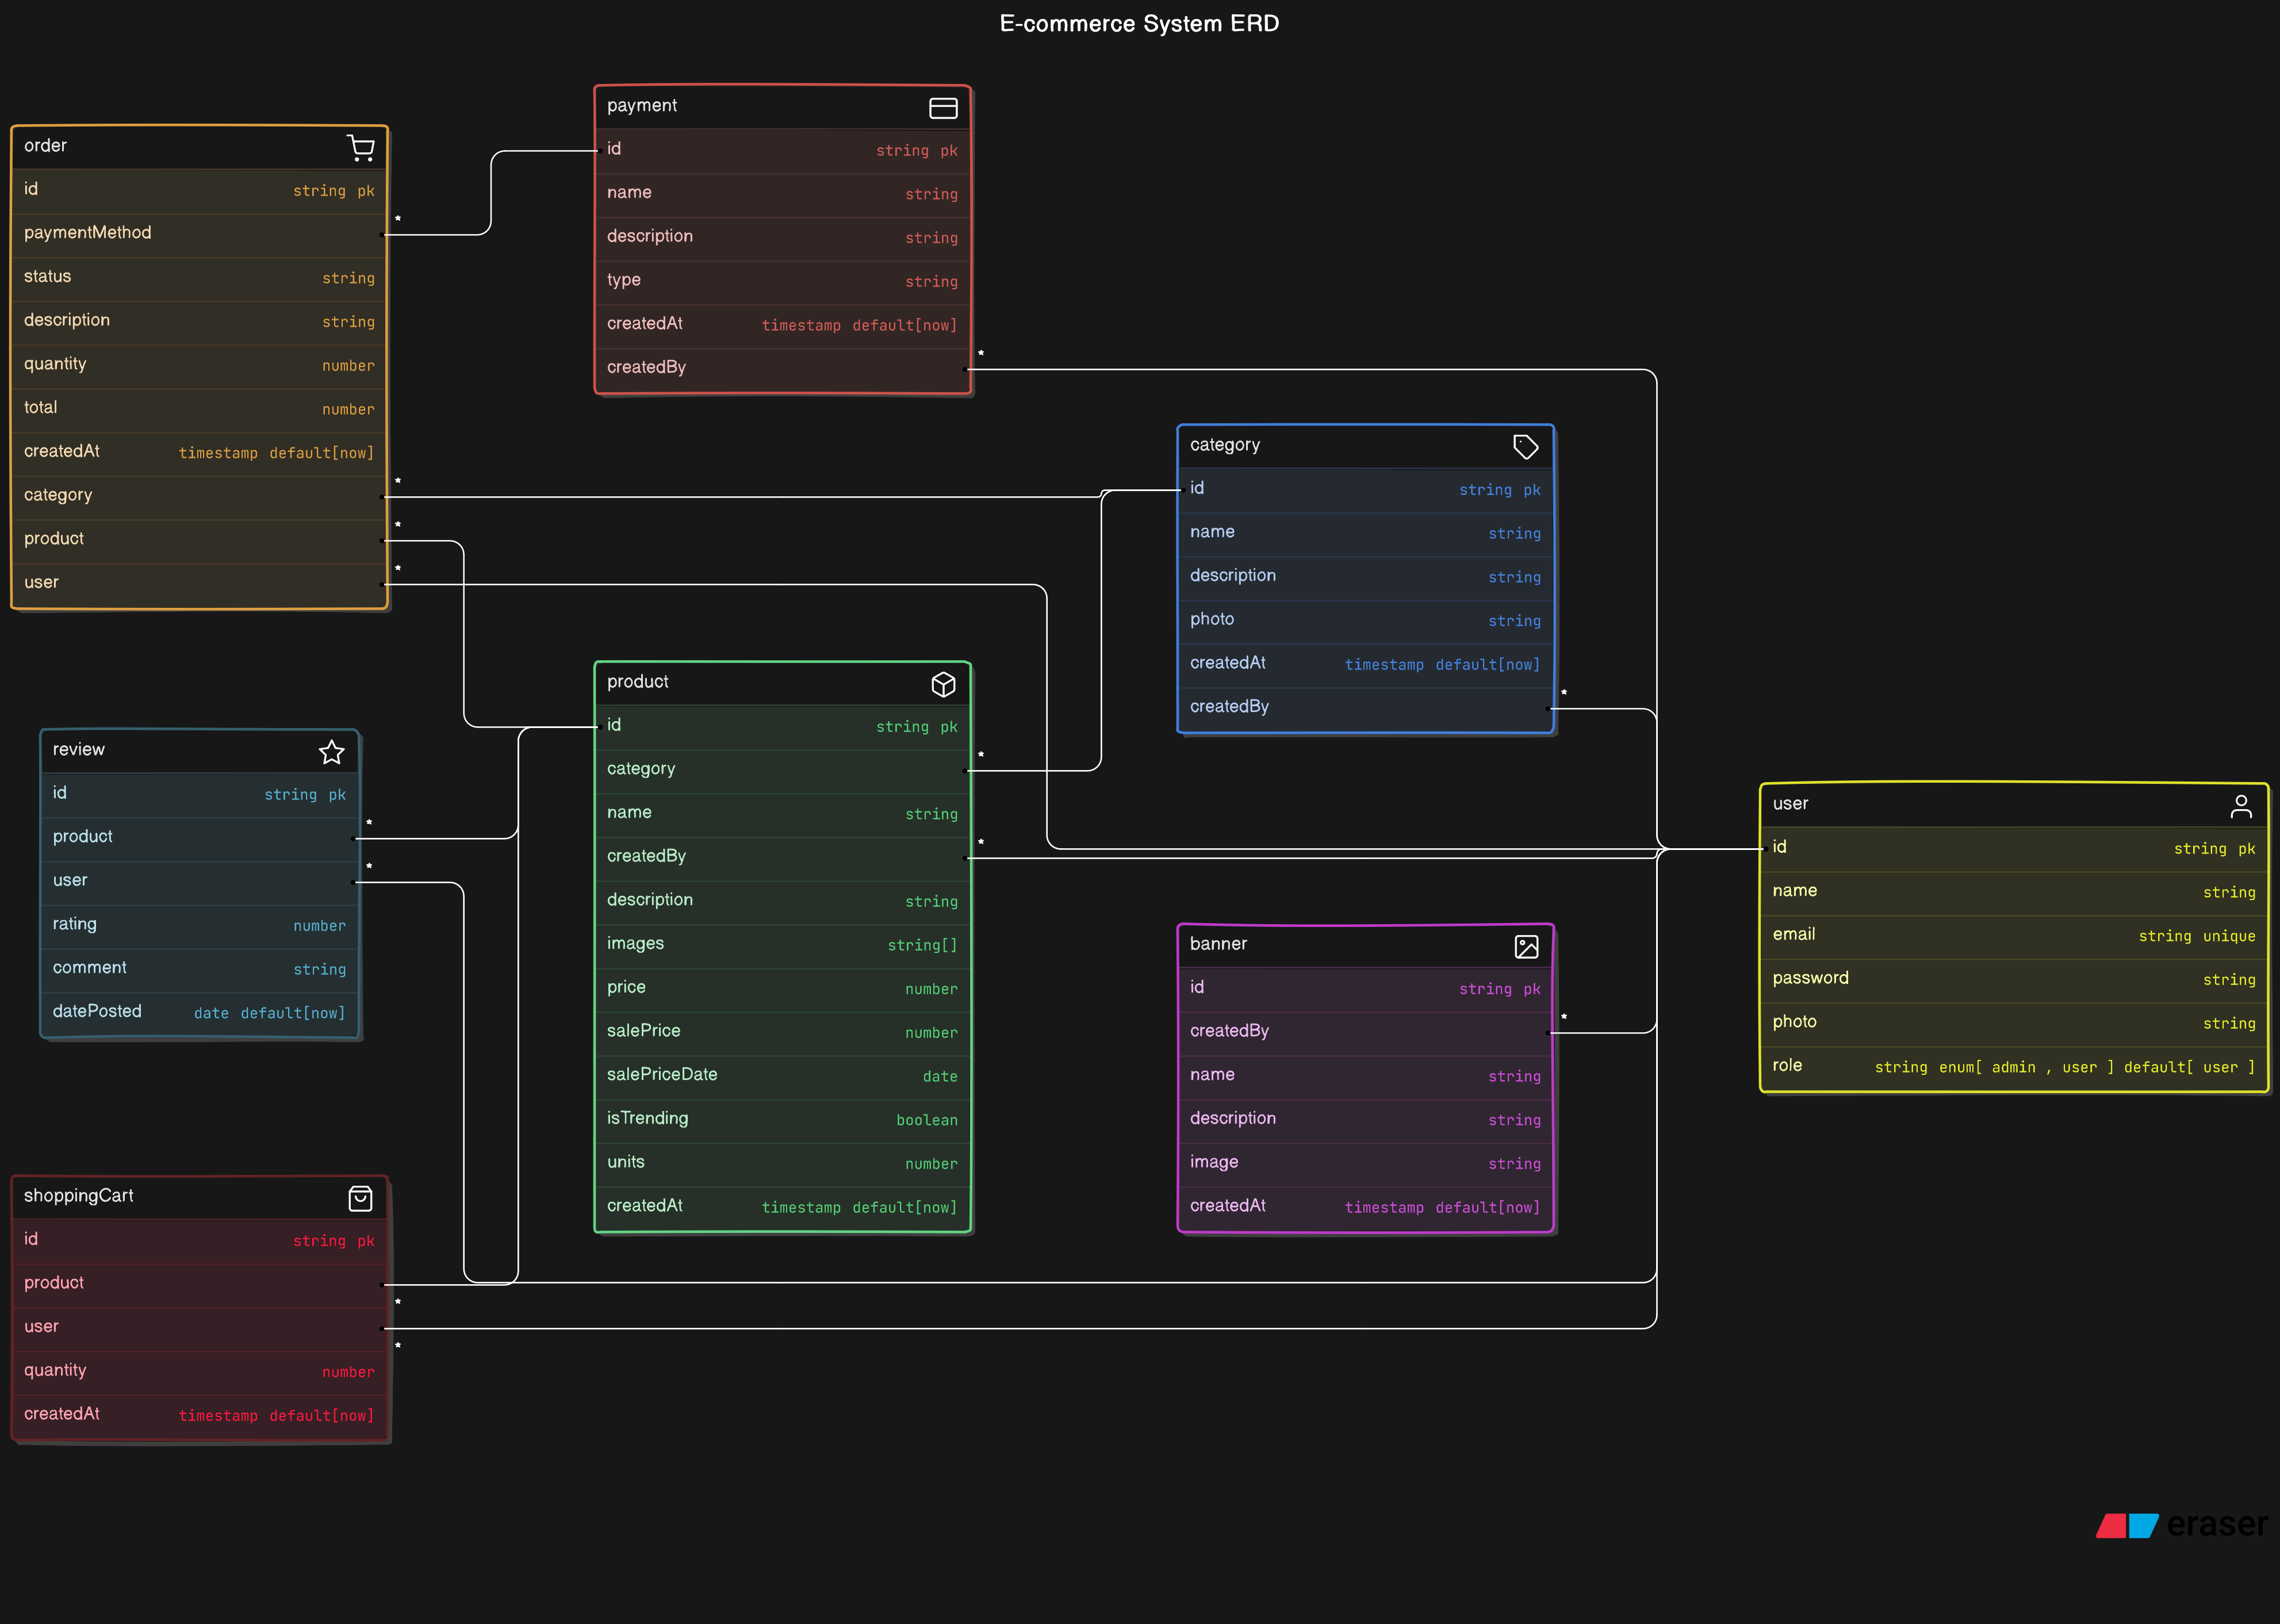 E-commerce System ERD
payment
id string pk
name string
description string
type string
createdAt timestamp default[now]
createdBy
*
order
id string pk
paymentMethod
*
status string
description string
quantity number
total number
createdAt timestamp default[now]
category
*
product
*
user
*
category
id string pk
name string
description string
photo string
createdAt timestamp default[now]
createdBy
*
product
id string pk
category
*
name string
createdBy
*
description string
images string[]
price number
salePrice number
salePriceDate date
isTrending boolean
units number
createdAt timestamp default[now]
review
id string pk
product
*
user
*
rating number
comment string
datePosted date default[now]
user
id string pk
name string
email string unique
password string
photo string
role string enum[ admin , user ] default[ user ]
banner
id string pk
createdBy
*
name string
description string
image string
createdAt timestamp default[now]
shoppingCart
id string pk
product
*
user
*
quantity number
createdAt timestamp default[now]
eraser